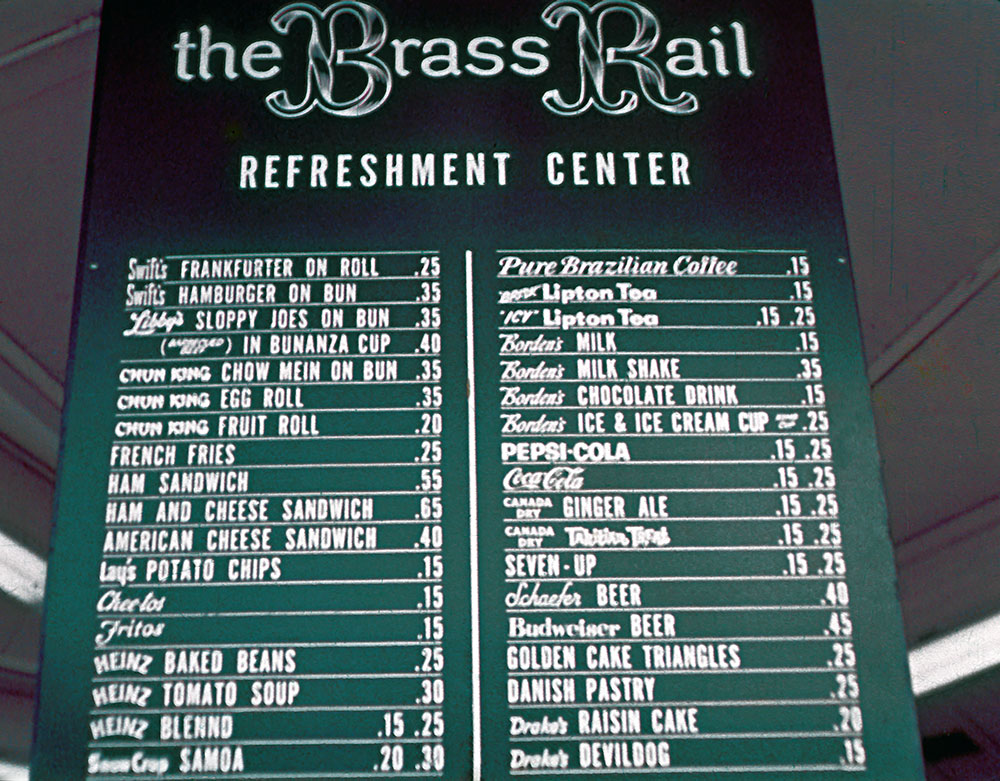 the Brass Rail
REFRESHMENT CENTER
Swift's FRANKFURTER ON ROLL .25
Swift's HAMBURGER ON BUN .35
Libby's SLOPPY JOES ON BUN .35
( ) IN BUNANZA CUP .40
CHUN KING CHOW MEIN ON BUN .35
CHUN KING EGG ROLL .35
CHUN KING FRUIT ROLL .20
FRENCH FRIES .25
HAM SANDWICH .55
HAM AND CHEESE SANDWICH .65
AMERICAN CHEESE SANDWICH .40
Lay's POTATO CHIPS .15
Cheetos .15
Fritos .15
HEINZ BAKED BEANS .25
HEINZ TOMATO SOUP .30
HEINZ BLENND .15 .25
Snow Crop SAMOA .20 .30
Pure Brazilian Coffee .15
Lipton Tea .15
"ICY" Lipton Tea .15 .25
Borden's MILK .15
Borden's MILK SHAKE .35
Borden's CHOCOLATE DRINK .15
Borden's ICE & ICE CREAM CUP .25
PEPSI-COLA .15 .25
Coca-Cola .15 .25
CANADA DRY GINGER ALE .15 .25
CANADA DRY Tahitian Treat .15 .25
SEVEN-UP .15 .25
Schaefer BEER .40
Budweiser BEER .45
GOLDEN CAKE TRIANGLES .25
DANISH PASTRY .25
Drake's RAISIN CAKE .20
Drake's DEVILDOG .15